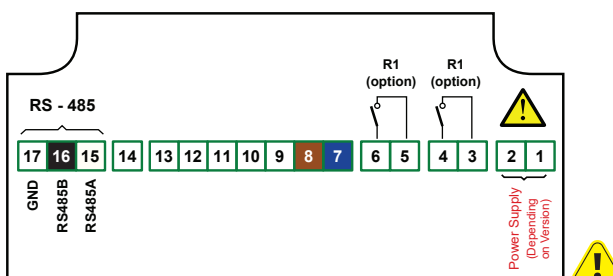 R1
(option)
R1
(option)
RS - 485
17 16 15 14 13 12 11 10 9 8 7 6 5 4 3 2 1
GND
RS485B
RS485A
Power Supply
(Depending
on Version)